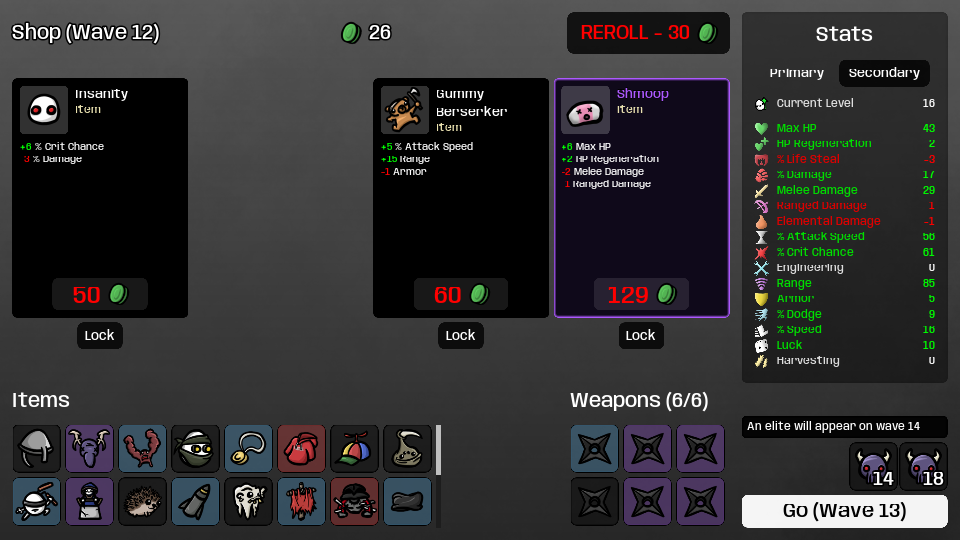 Shop (Wave 12)
26
REROLL - 30
Insanity
Item
+6 % Crit Chance
-3 % Damage
50
Lock
Gummy
Berserker
Item
+5 % Attack Speed
+15 Range
-1 Armor
60
Lock
Shmoop
Item
+6 Max HP
+2 HP Regeneration
-2 Melee Damage
-1 Ranged Damage
129
Lock
Stats
Primary
Secondary
Current Level 16
Max HP 43
HP Regeneration 2
% Life Steal -3
% Damage 17
Melee Damage 29
Ranged Damage -1
Elemental Damage -1
% Attack Speed 56
% Crit Chance 61
Engineering 0
Range 85
Armor 5
% Dodge 9
% Speed 16
Luck 10
Harvesting 0
Items
Weapons (6/6)
An elite will appear on wave 14
14
18
Go (Wave 13)